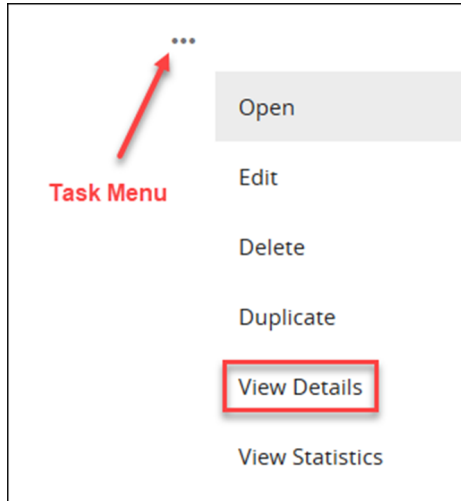 •••
Open
Task Menu
Edit
Delete
Duplicate
View Details
View Statistics